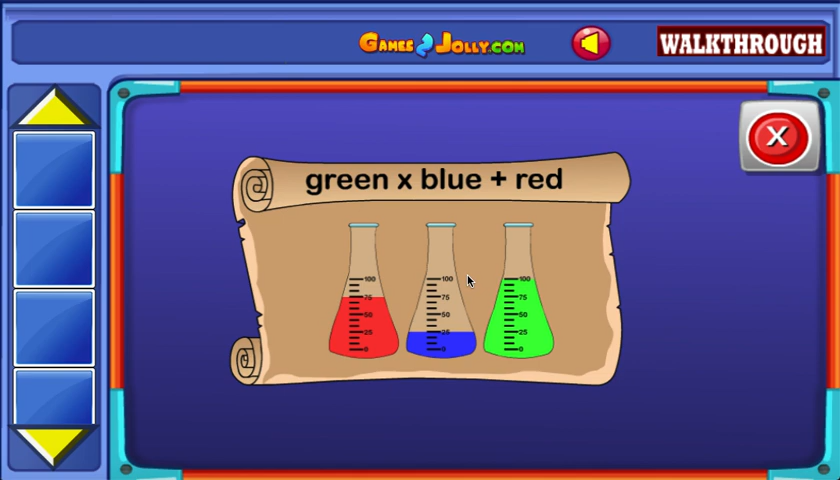 GAMES2JOLLY.COM
WALKTHROUGH
X
green x blue + red
100 100 100
75 75 75
50 50 50
25 25 25
0 0 0